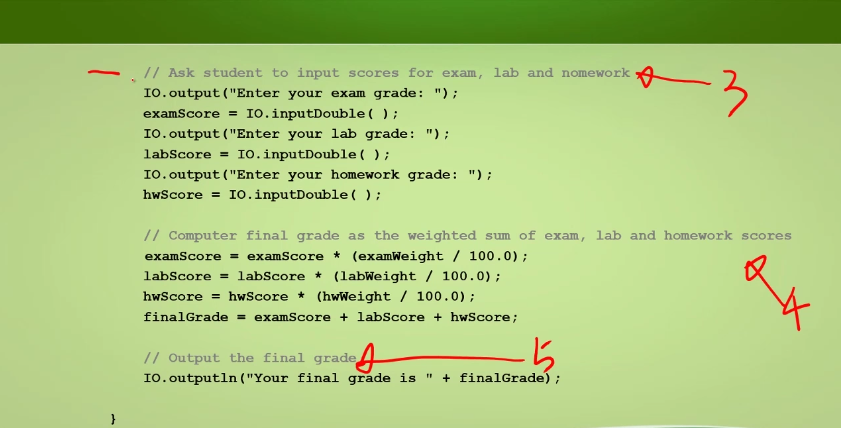 // Ask student to input scores for exam, lab and nomework 3
IO.output("Enter your exam grade: ");
examScore = IO.inputDouble( );
IO.output("Enter your lab grade: ");
labScore = IO.inputDouble( );
IO.output("Enter your homework grade: ");
hwScore = IO.inputDouble( );
// Computer final grade as the weighted sum of exam, lab and homework scores
examScore = examScore * (examWeight / 100.0);
labScore = labScore * (labWeight / 100.0);
hwScore = hwScore * (hwWeight / 100.0);
4
finalGrade = examScore + labScore + hwScore;
// Output the final grade 5
IO.outputln("Your final grade is " + finalGrade);
}